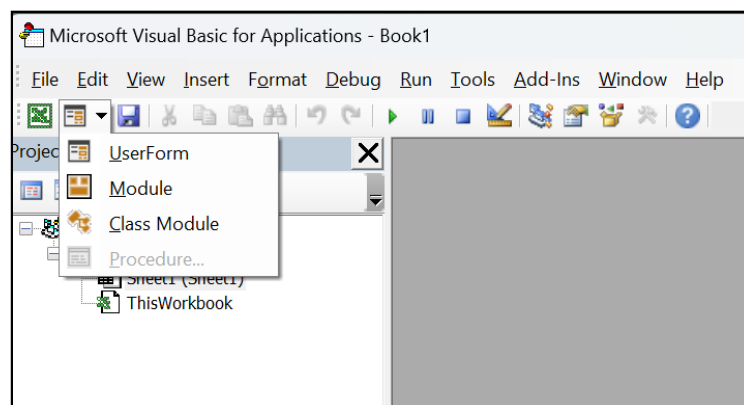 Microsoft Visual Basic for Applications - Book1
File Edit View Insert Format Debug Run Tools Add-Ins Window Help
Projec
UserForm
Module
Class Module
Procedure...
Sheet1 (Sheet1)
ThisWorkbook